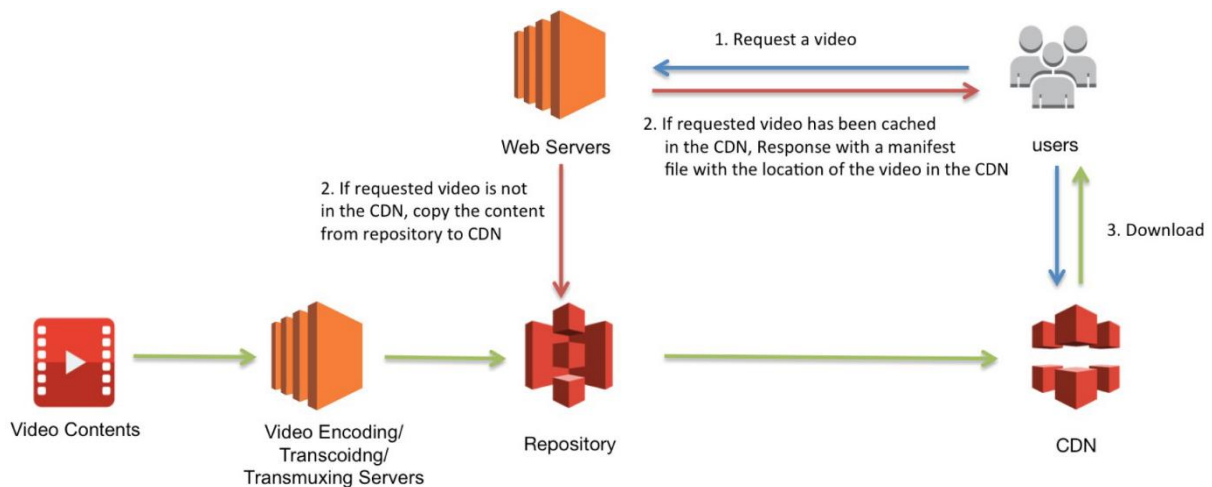 1. Request a video
Web Servers
2. If requested video has been cached
in the CDN, Response with a manifest
file with the location of the video in the CDN
users
2. If requested video is not
in the CDN, copy the content
from repository to CDN
3. Download
Video Contents
Video Encoding/
Transcoidng/
Transmuxing Servers
Repository
CDN